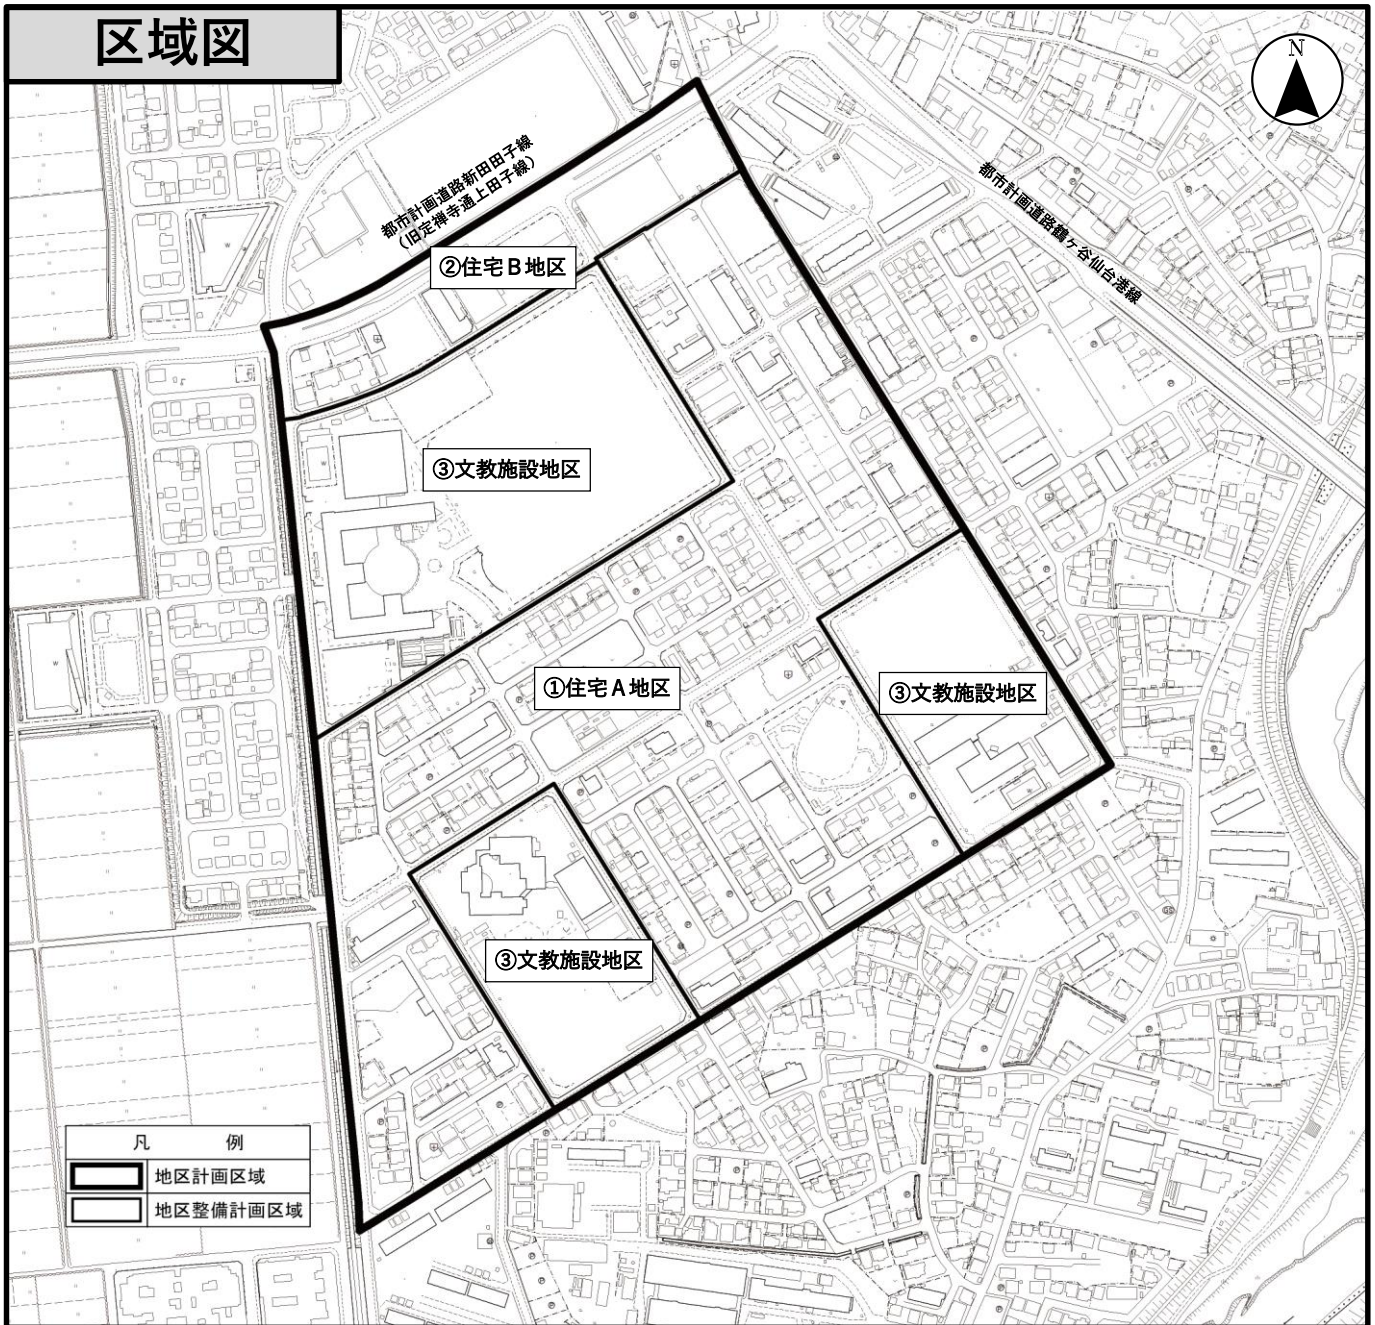 区域図
N
都市計画道路新田田子線
（旧定禅寺通上田子線）
都市計画道路鶴ヶ谷仙台港線
②住宅B地区
③文教施設地区
①住宅A地区
③文教施設地区
③文教施設地区
凡 例
地区計画区域
地区整備計画区域